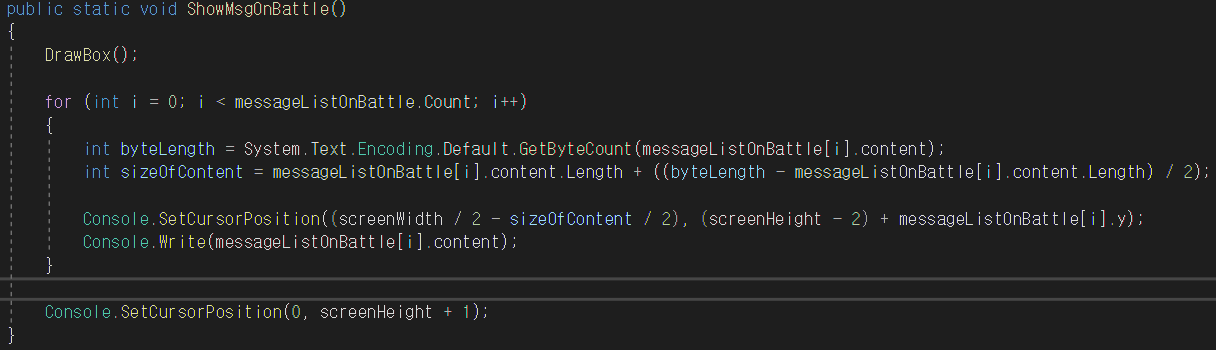 public static void ShowMsgOnBattle()
{
DrawBox();
for (int i = 0; i < messageListOnBattle.Count; i++)
{
int byteLength = System.Text.Encoding.Default.GetByteCount(messageListOnBattle[i].content);
int sizeOfContent = messageListOnBattle[i].content.Length + ((byteLength - messageListOnBattle[i].content.Length) / 2);
Console.SetCursorPosition((screenWidth / 2 - sizeOfContent / 2), (screenHeight - 2) + messageListOnBattle[i].y);
Console.Write(messageListOnBattle[i].content);
}
Console.SetCursorPosition(0, screenHeight + 1);
}